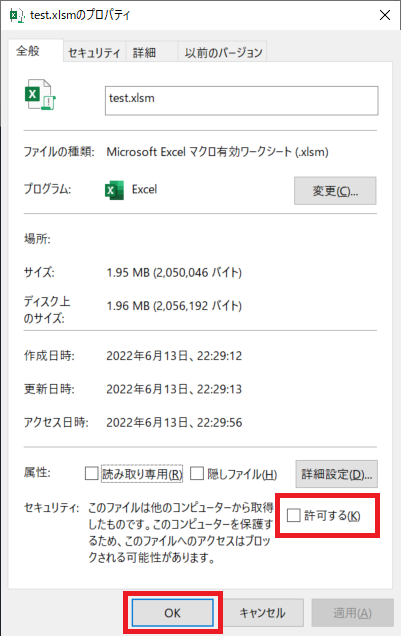 test.xlsmのプロパティ
全般 セキュリティ 詳細 以前のバージョン
test.xlsm
ファイルの種類: Microsoft Excel マクロ有効ワークシート (.xlsm)
プログラム: Excel 変更(C)...
場所:
サイズ: 1.95 MB (2,050,046 バイト)
ディスク上
のサイズ: 1.96 MB (2,056,192 バイト)
作成日時: 2022年6月13日、22:29:12
更新日時: 2022年6月13日、22:29:13
アクセス日時: 2022年6月13日、22:29:56
属性: 読み取り専用(R) 隠しファイル(H) 詳細設定(D)...
セキュリティ: このファイルは他のコンピューターから取得
したものです。このコンピューターを保護す
るため、このファイルへのアクセスはブロッ
クされる可能性があります。
許可する(K)
OK キャンセル 適用(A)